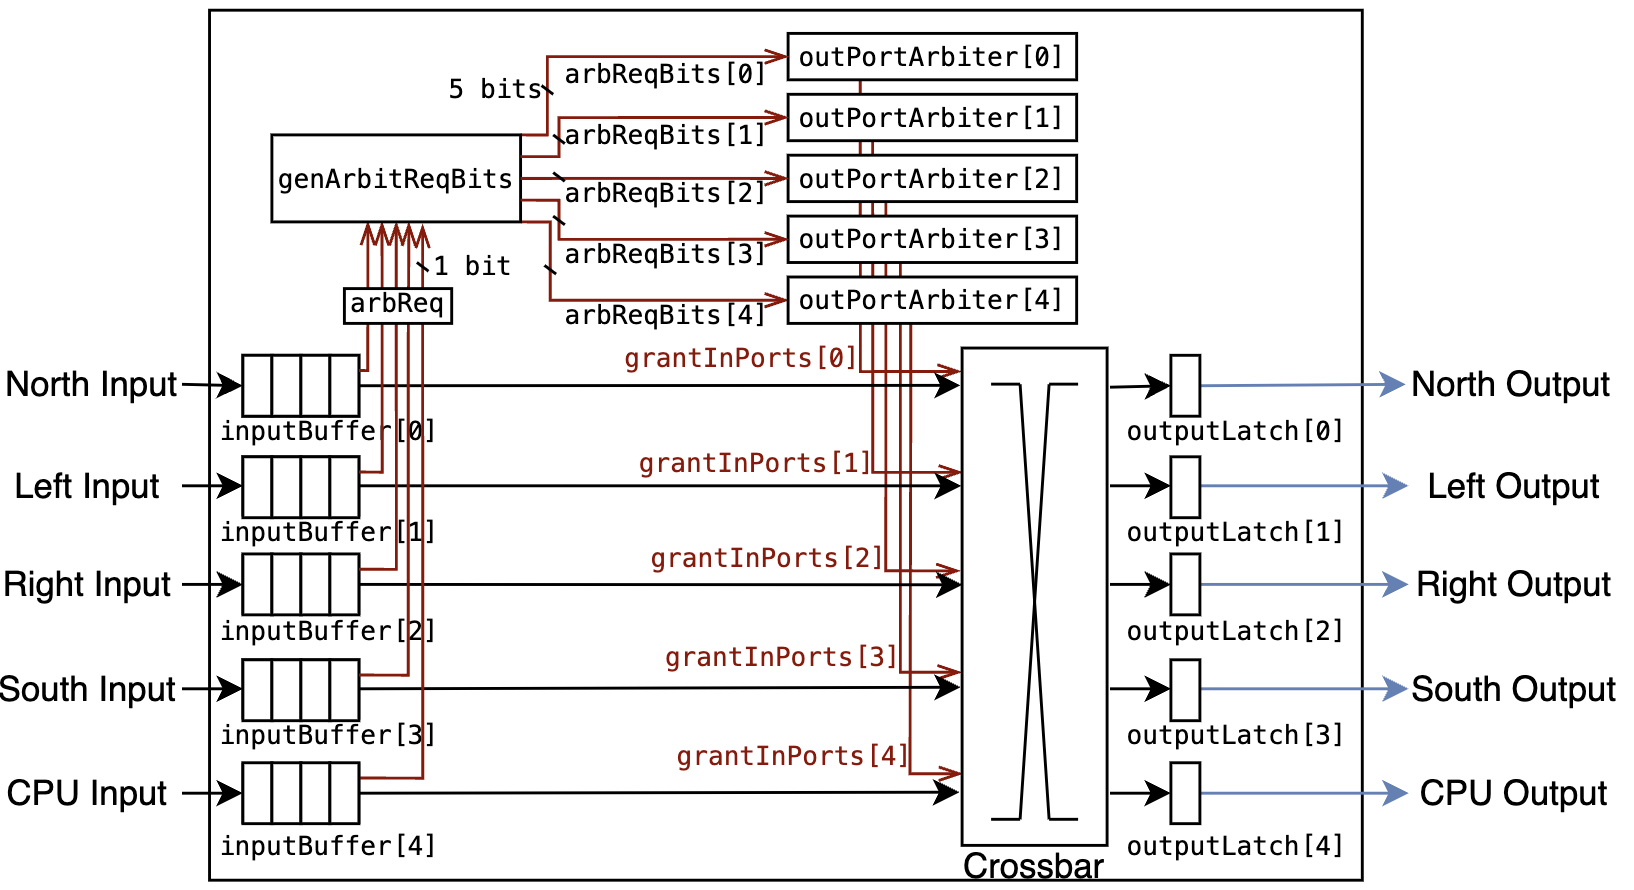 outPortArbiter[0]
arbReqBits[0]
5 bits
outPortArbiter[1]
arbReqBits[1]
genArbitReqBits
outPortArbiter[2]
arbReqBits[2]
outPortArbiter[3]
arbReqBits[3]
1 bit
arbReq
outPortArbiter[4]
arbReqBits[4]
grantInPorts[0]
North Input
North Output
inputBuffer[0]
outputLatch[0]
grantInPorts[1]
Left Input
Left Output
inputBuffer[1]
outputLatch[1]
grantInPorts[2]
Right Input
Right Output
inputBuffer[2]
outputLatch[2]
grantInPorts[3]
South Input
South Output
inputBuffer[3]
outputLatch[3]
grantInPorts[4]
CPU Input
CPU Output
inputBuffer[4]
outputLatch[4]
Crossbar